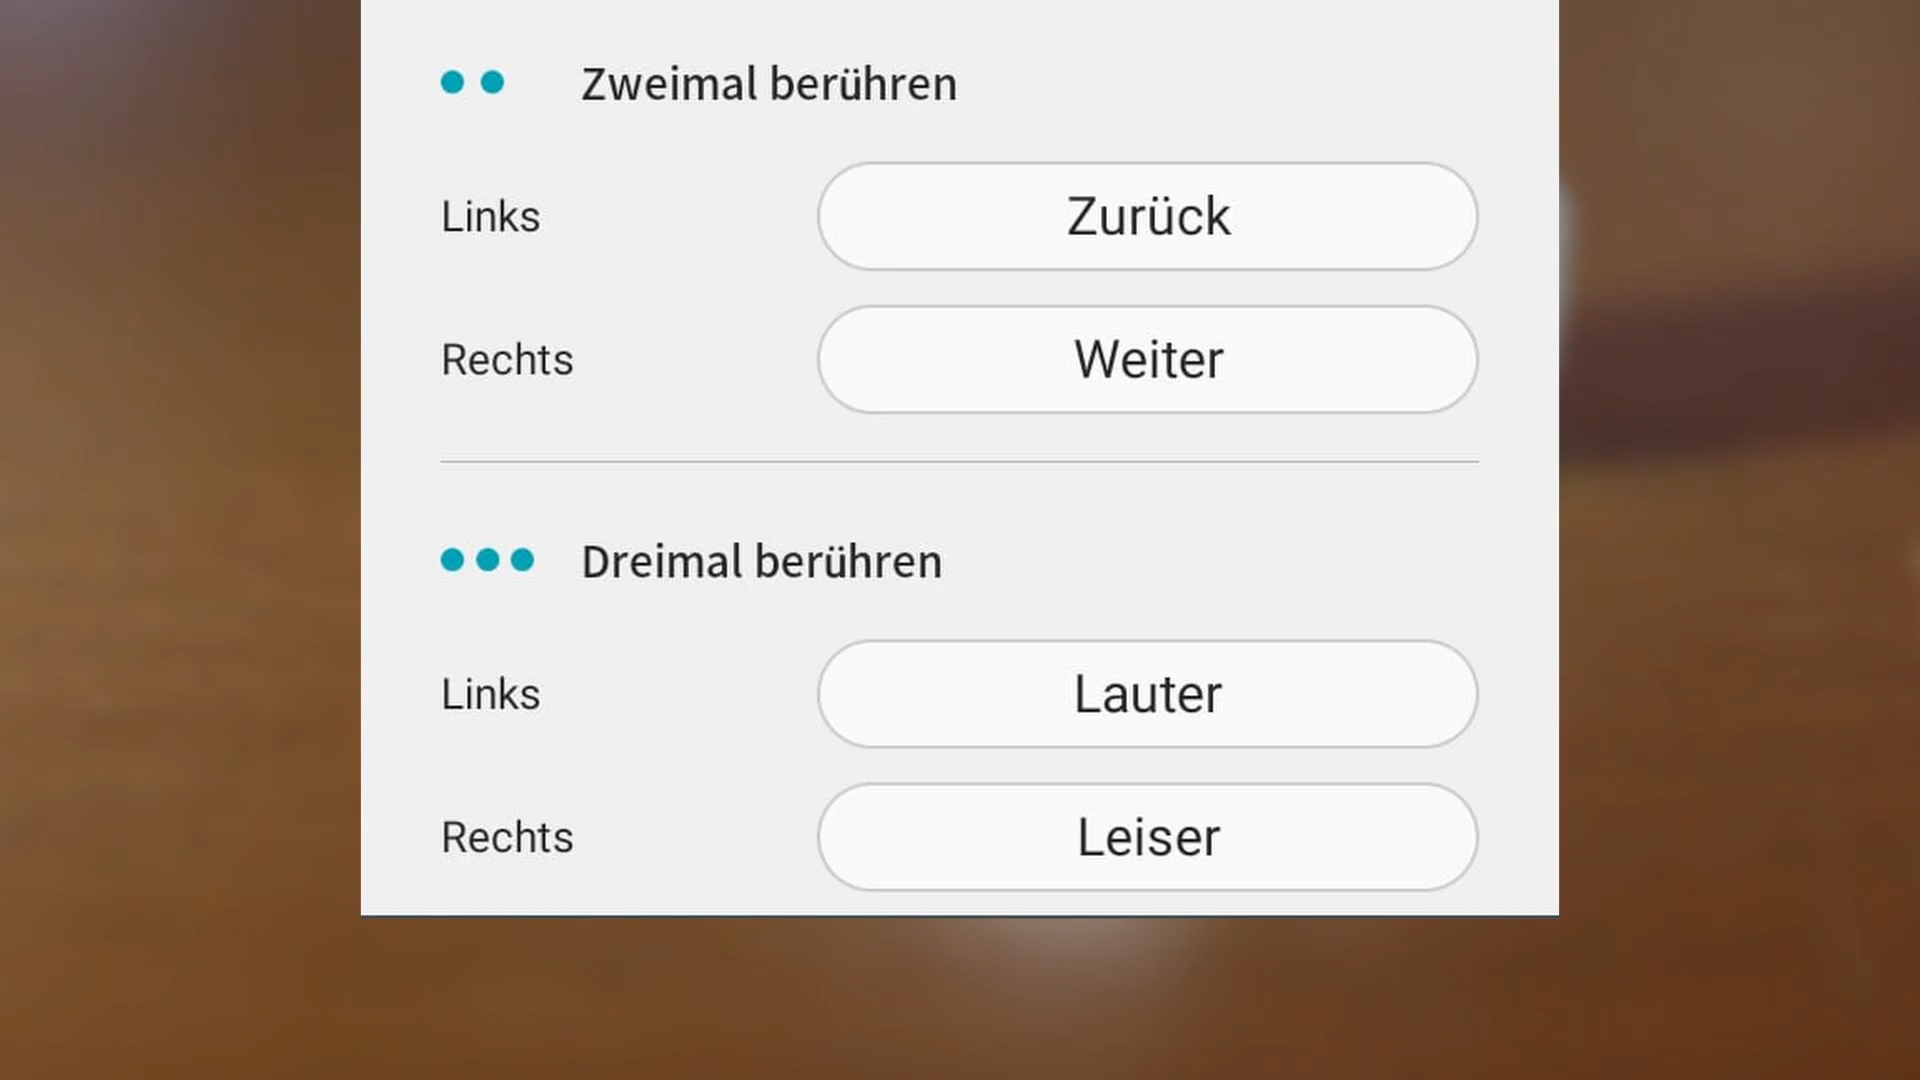 Zweimal berühren
Links Zurück
Rechts Weiter
Dreimal berühren
Links Lauter
Rechts Leiser